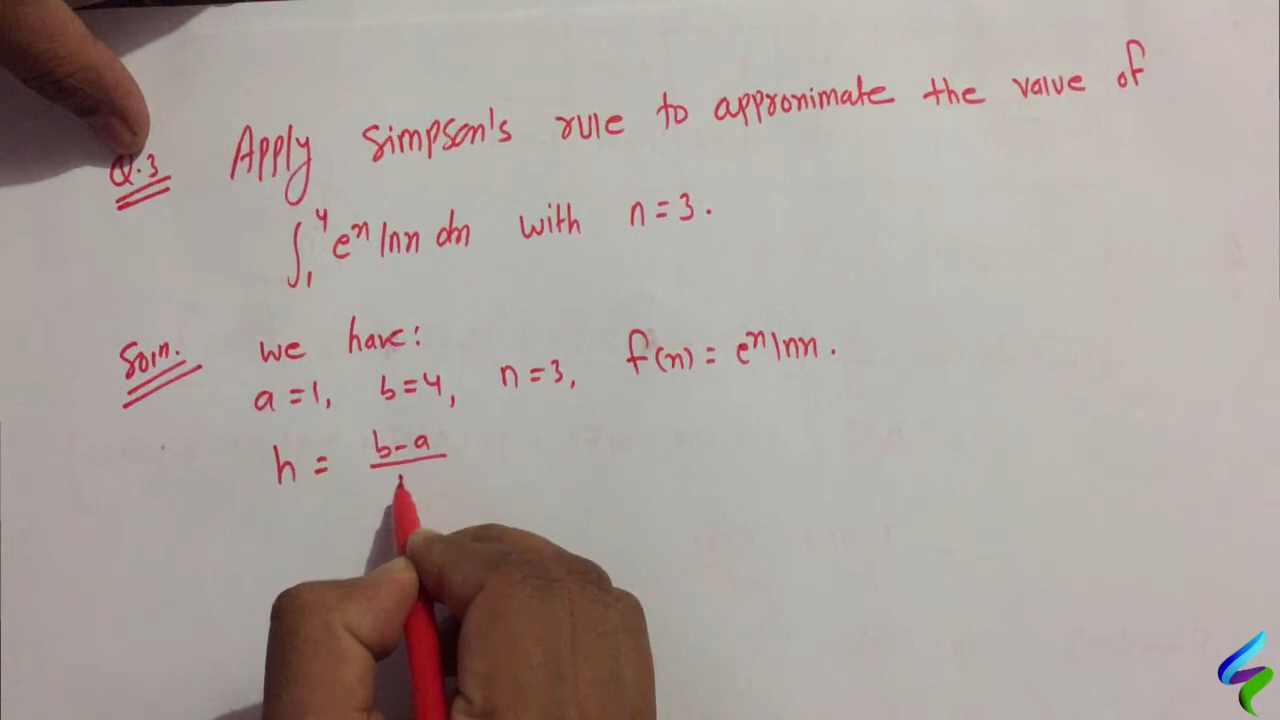 Q.3 Apply Simpson's rule to approximate the value of
∫₁⁴ eˣ lnx dx with n=3.
Soln. we have:
a=1, b=4, n=3, f(x) = eˣ lnx.
h = b-a